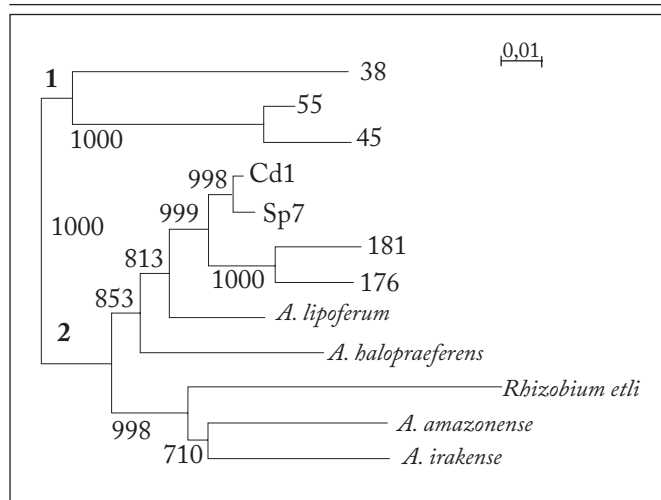 0,01
1
38
55
1000
45
998
Cd1
999
Sp7
1000
181
813
1000
176
853
A. lipoferum
2
A. halopraeferens
Rhizobium etli
998
A. amazonense
710
A. irakense